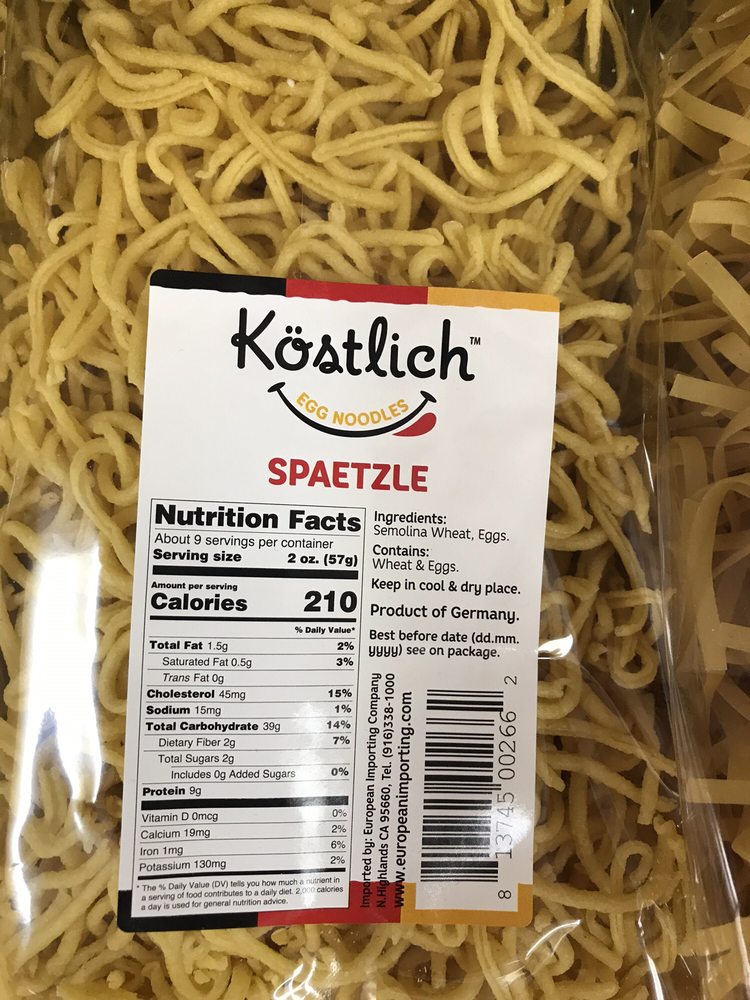 Köstlich™
EGG NOODLES
SPAETZLE
Nutrition Facts
About 9 servings per container
Serving size 2 oz. (57g)
Amount per serving
Calories 210
% Daily Value*
Total Fat 1.5g 2%
Saturated Fat 0.5g 3%
Trans Fat 0g
Cholesterol 45mg 15%
Sodium 15mg 1%
Total Carbohydrate 39g 14%
Dietary Fiber 2g 7%
Total Sugars 2g
Includes 0g Added Sugars 0%
Protein 9g
Vitamin D 0mcg 0%
Calcium 19mg 2%
Iron 1mg 6%
Potassium 130mg 2%
* The % Daily Value (DV) tells you how much a nutrient in
a serving of food contributes to a daily diet. 2,000 calories
a day is used for general nutrition advice.
Ingredients:
Semolina Wheat, Eggs.
Contains:
Wheat & Eggs.
Keep in cool & dry place.
Product of Germany.
Best before date (dd.mm.
yyyy) see on package.
Imported by: European Importing Company
N.Highlands CA 95660, Tel. (916)338-1000
www.europeanimporting.com
8 13745 00266 2